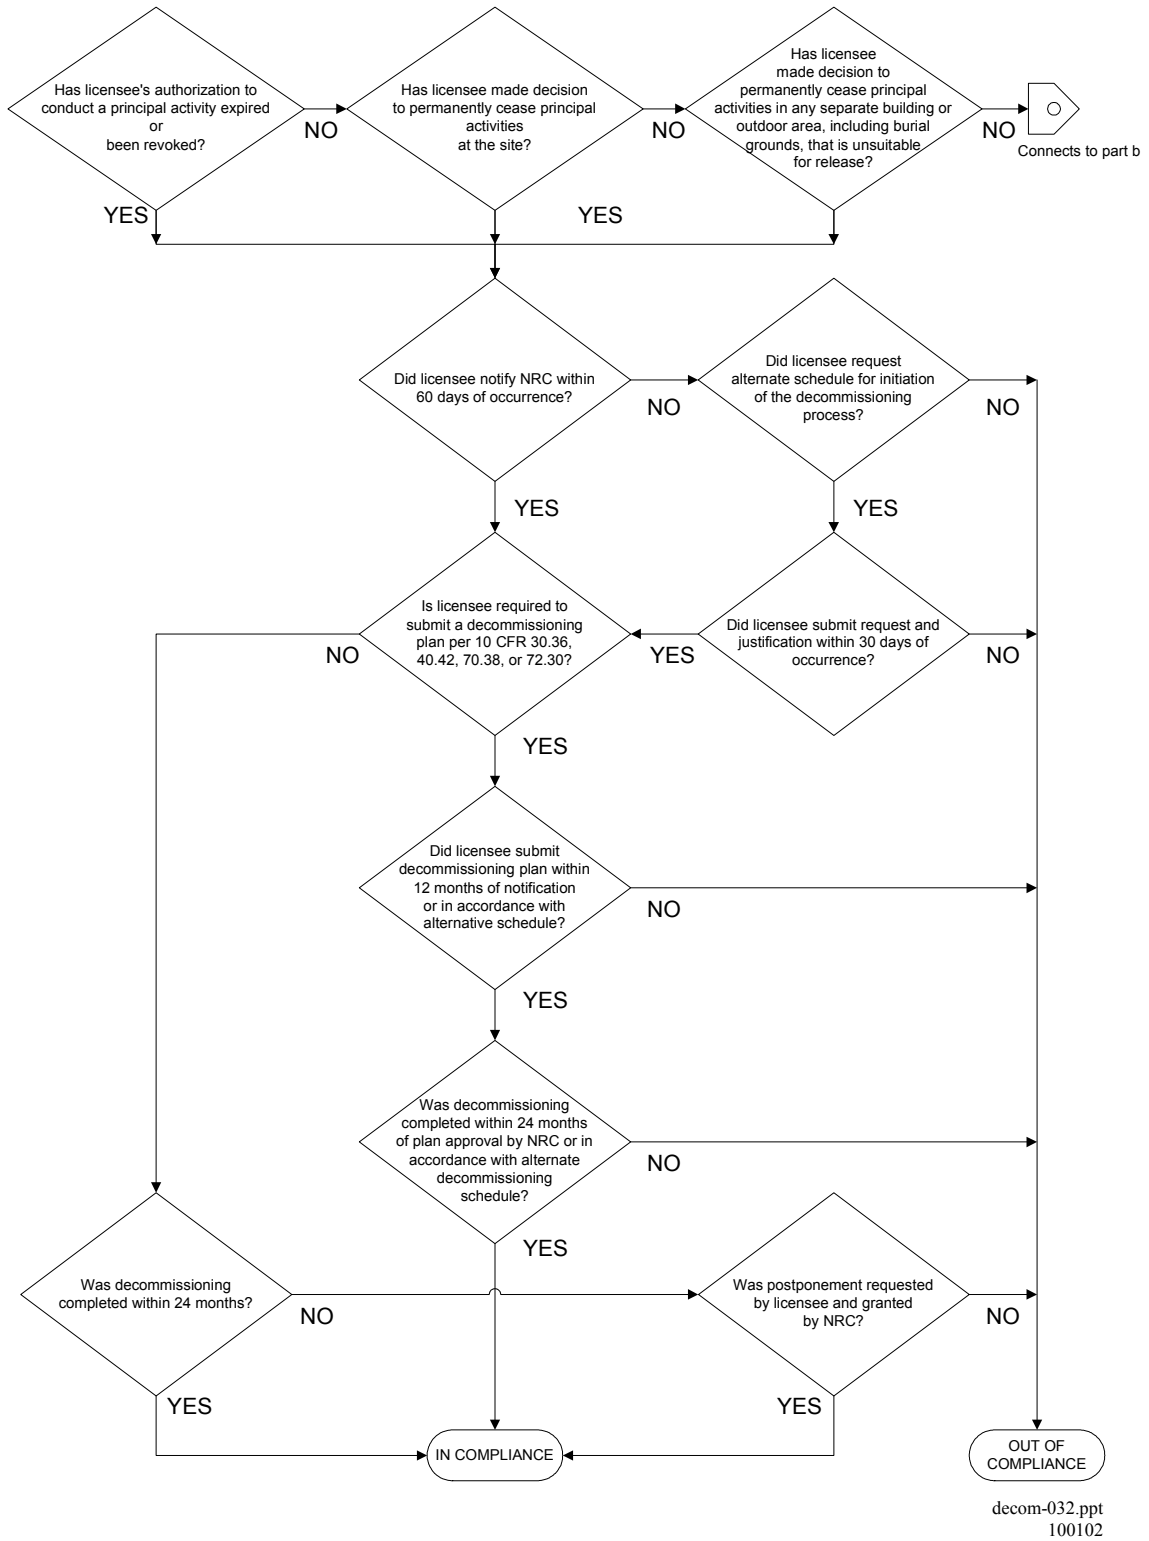 Has licensee's authorization to
conduct a principal activity expired
or
been revoked?
NO
Has licensee made decision
to permanently cease principal
activities
at the site?
NO
Has licensee
made decision to
permanently cease principal
activities in any separate building or
outdoor area, including burial
grounds, that is unsuitable
for release?
NO
Connects to part b
YES
YES
Did licensee notify NRC within
60 days of occurrence?
NO
Did licensee request
alternate schedule for initiation
of the decommissioning
process?
NO
YES
YES
Is licensee required to
submit a decommissioning
plan per 10 CFR 30.36,
40.42, 70.38, or 72.30?
NO
YES
Did licensee submit request and
justification within 30 days of
occurrence?
NO
YES
Did licensee submit
decommissioning plan within
12 months of notification
or in accordance with
alternative schedule?
NO
YES
Was decommissioning
completed within 24 months
of plan approval by NRC or in
accordance with alternate
decommissioning
schedule?
NO
YES
Was decommissioning
completed within 24 months?
NO
Was postponement requested
by licensee and granted
by NRC?
NO
YES
YES
IN COMPLIANCE
OUT OF
COMPLIANCE
decom-032.ppt
100102